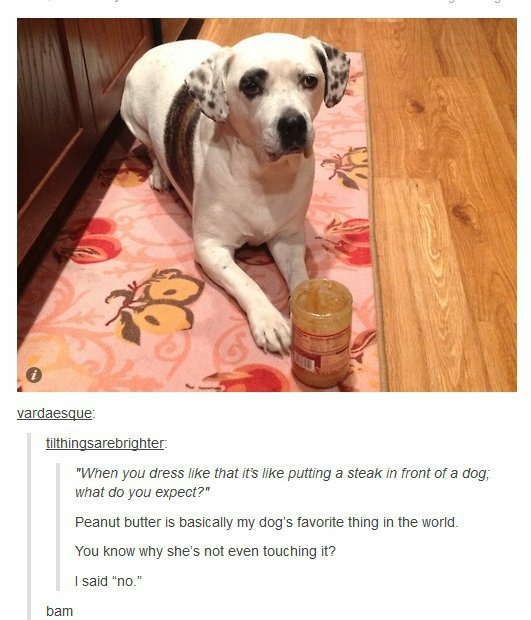 vardaesque:
tilthingsarebrighter:
"When you dress like that it's like putting a steak in front of a dog;
what do you expect?"
Peanut butter is basically my dog's favorite thing in the world.
You know why she's not even touching it?
I said "no."
bam